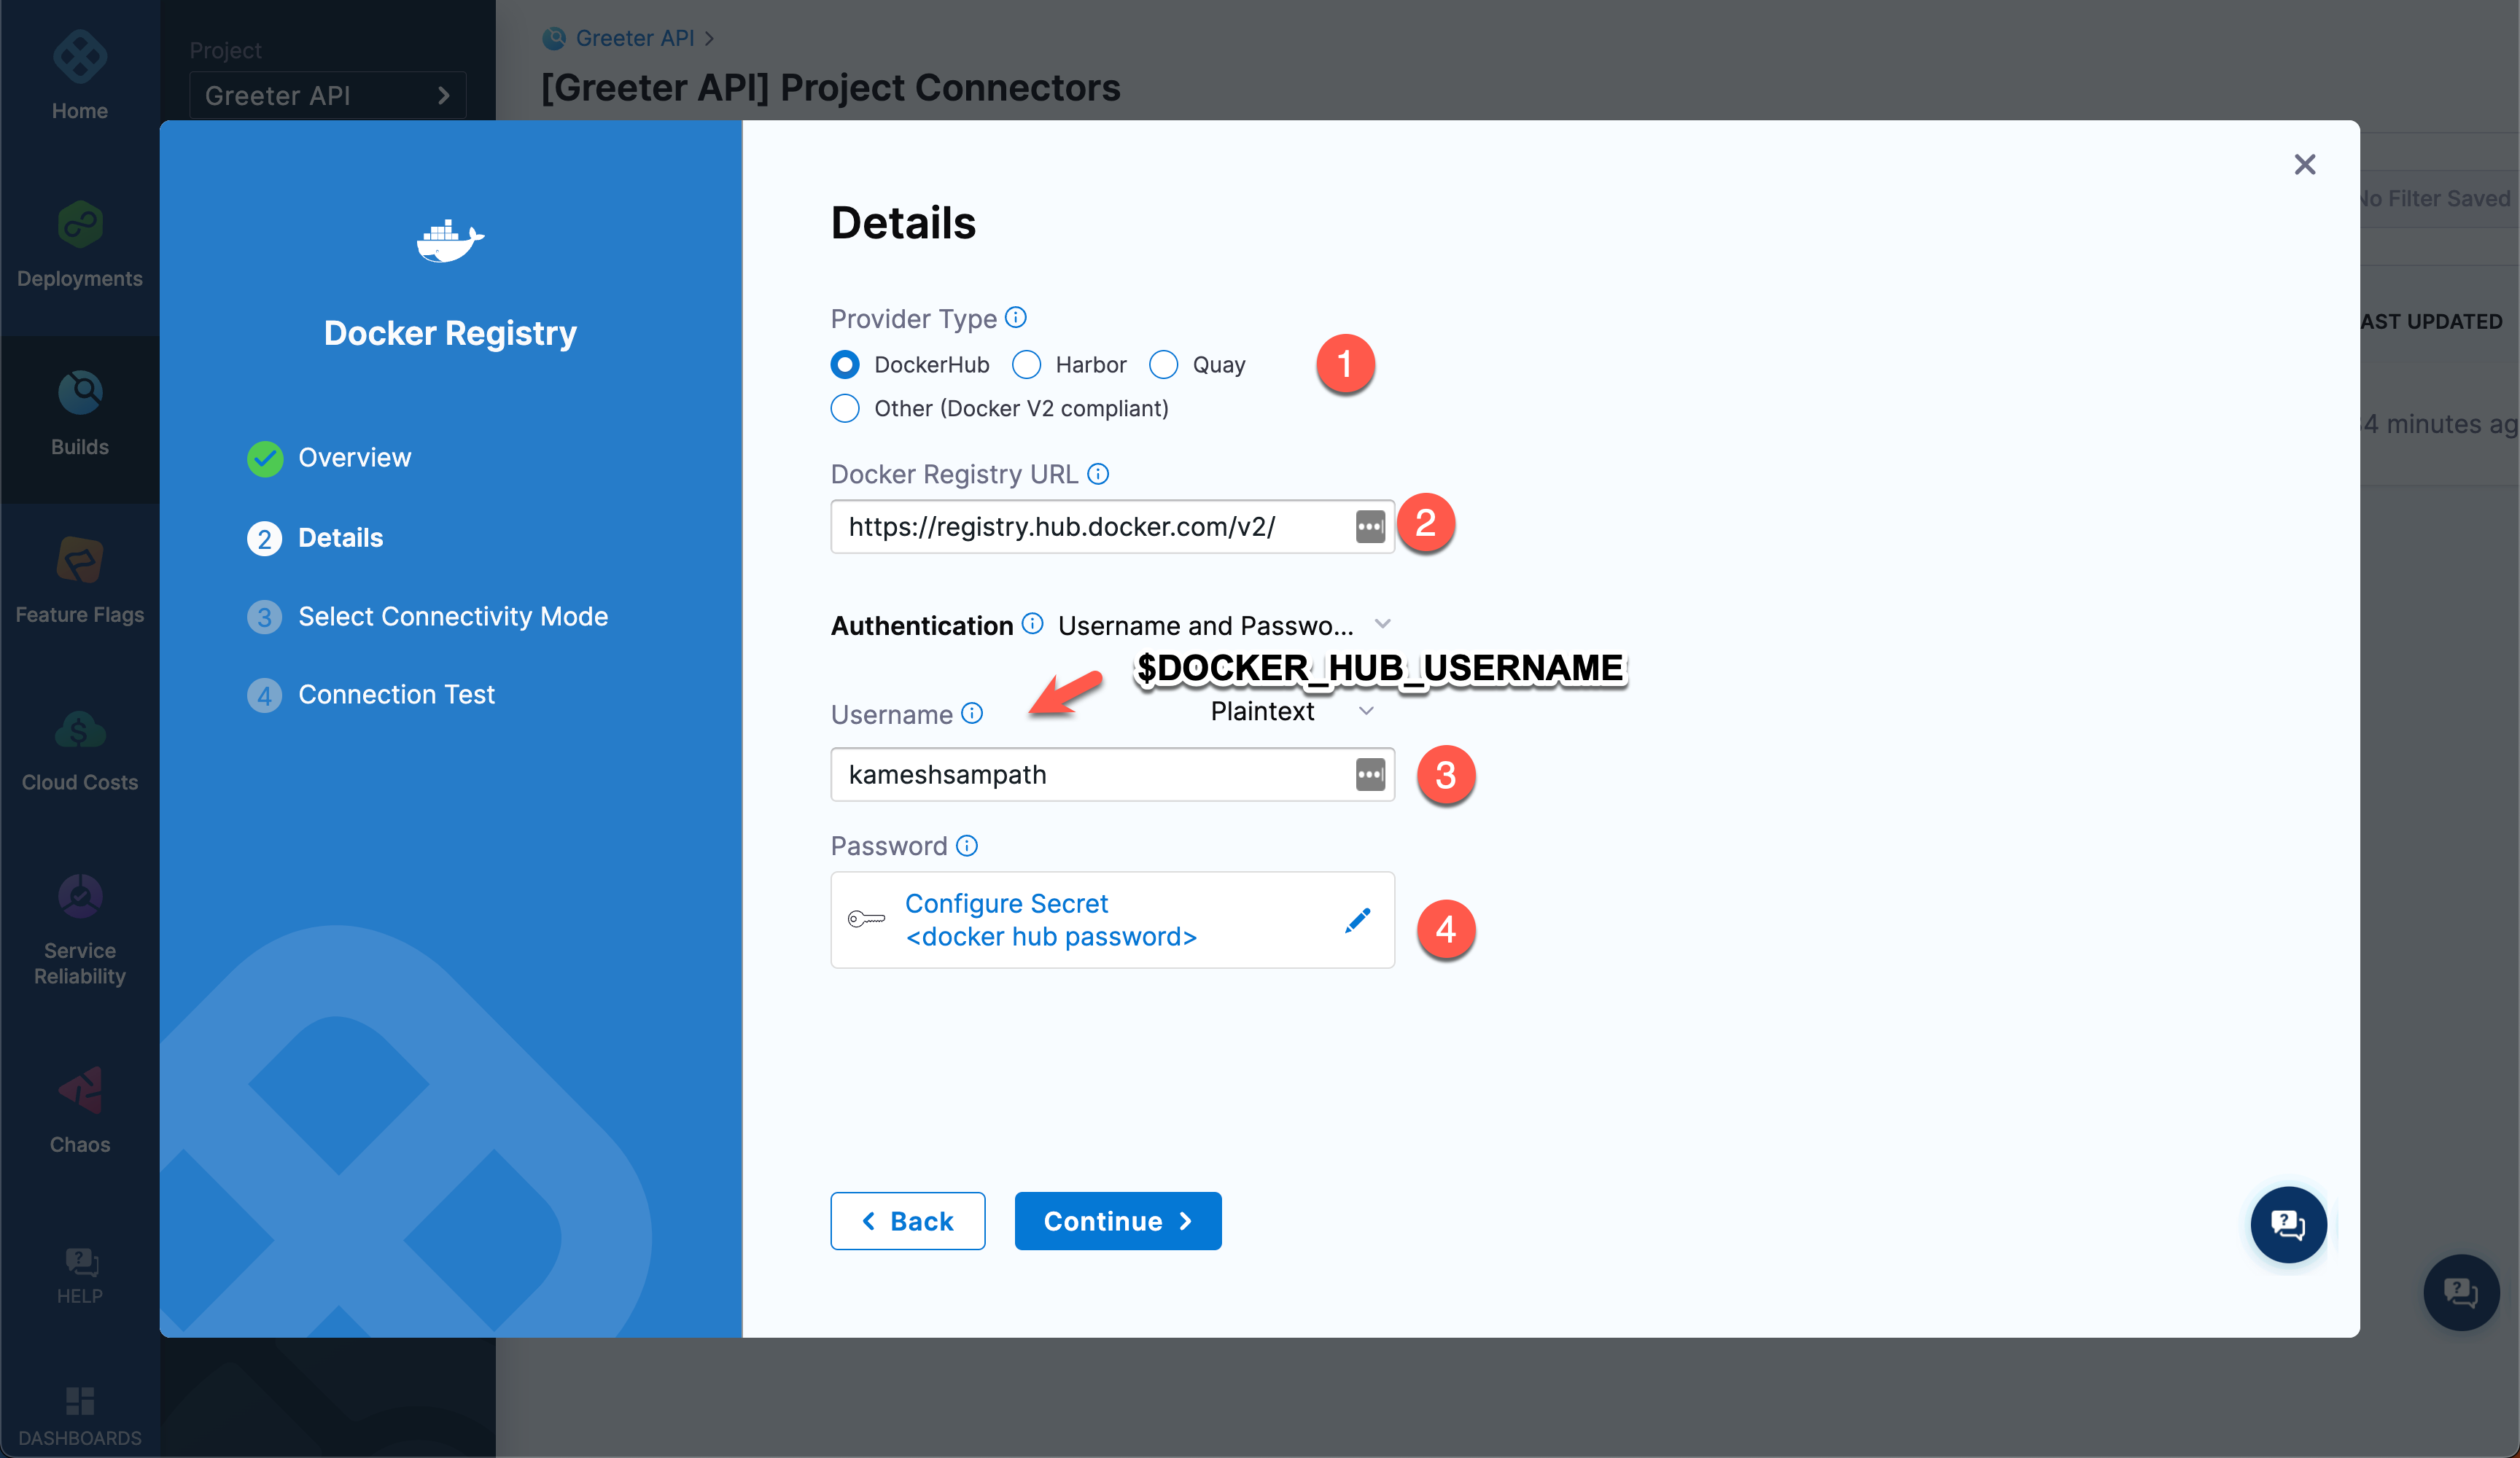 Home
Deployments
Builds
Feature Flags
Cloud Costs
Service
Reliability
Chaos
HELP
DASHBOARDS
Project
Greeter API
Greeter API
[Greeter API] Project Connectors
No Filter Saved
AST UPDATED
4 minutes ag
Docker Registry
Overview
2 Details
3 Select Connectivity Mode
4 Connection Test
Details
Provider Type
DockerHub Harbor Quay
1
Other (Docker V2 compliant)
Docker Registry URL
https://registry.hub.docker.com/v2/
2
Authentication Username and Passwo...
$DOCKER_HUB_USERNAME
Username Plaintext
kameshsampath
3
Password
Configure Secret
<docker hub password>
4
Back
Continue